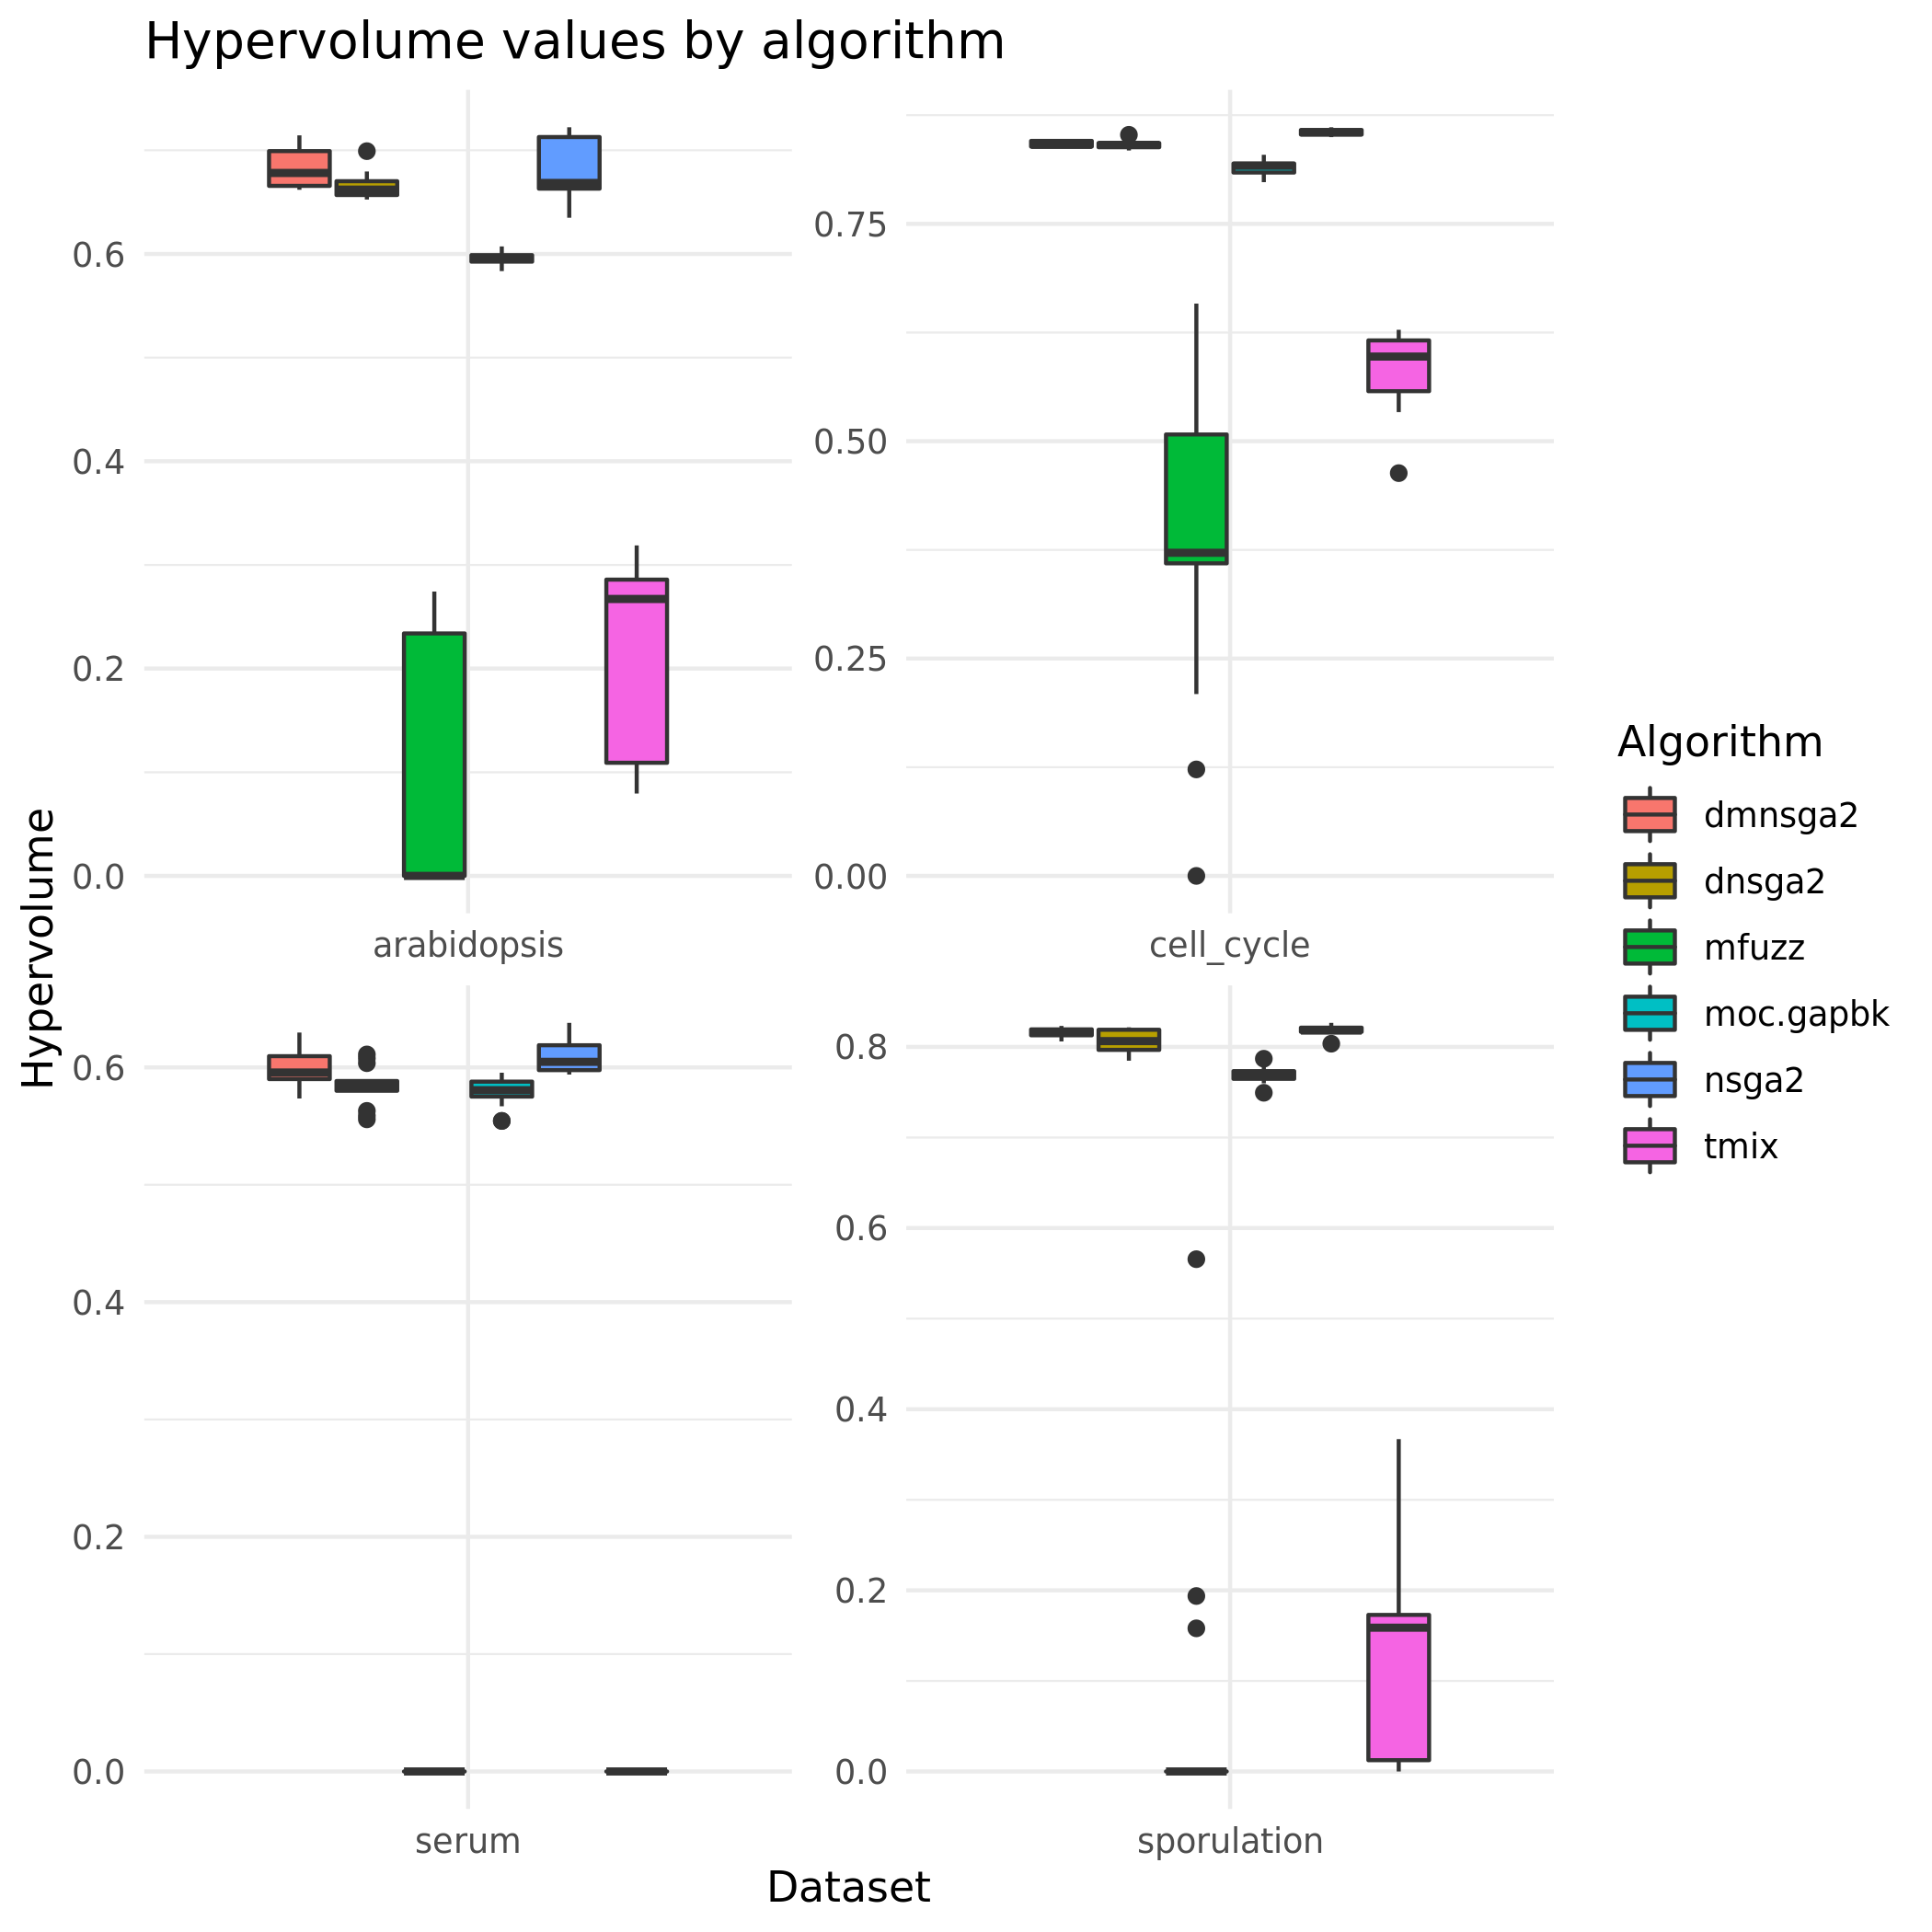 Hypervolume values by algorithm
Hypervolume
0.6
0.4
0.2
0.0
arabidopsis
0.75
0.50
0.25
0.00
cell_cycle
0.6
0.4
0.2
0.0
serum
0.8
0.6
0.4
0.2
0.0
sporulation
Dataset
Algorithm
dmnsga2
dnsga2
mfuzz
moc.gapbk
nsga2
tmix